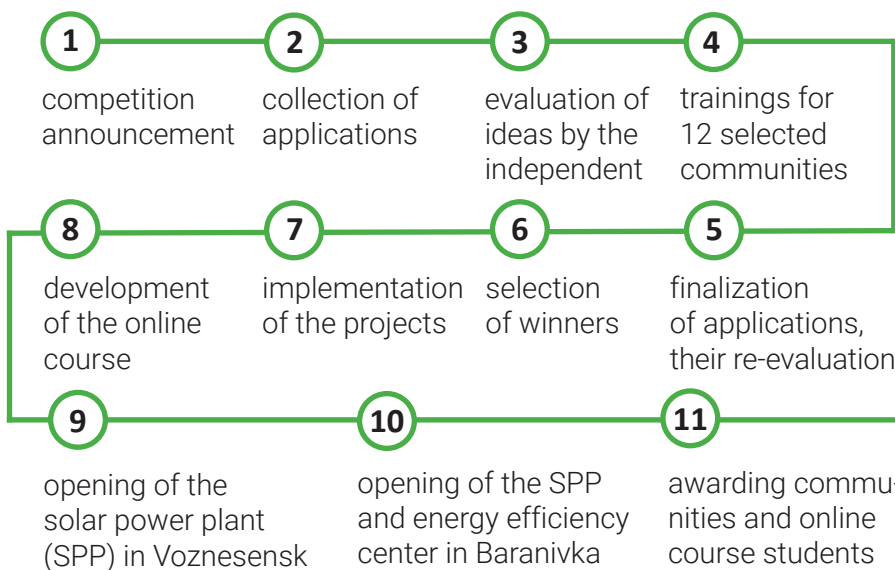 1
competition
announcement
2
collection of
applications
3
evaluation of
ideas by the
independent
4
trainings for
12 selected
communities
5
finalization
of applications,
their re-evaluation
6
selection
of winners
7
implementation
of the projects
8
development
of the online
course
9
opening of the
solar power plant
(SPP) in Voznesensk
10
opening of the SPP
and energy efficiency
center in Baranivka
11
awarding commu-
nities and online
course students